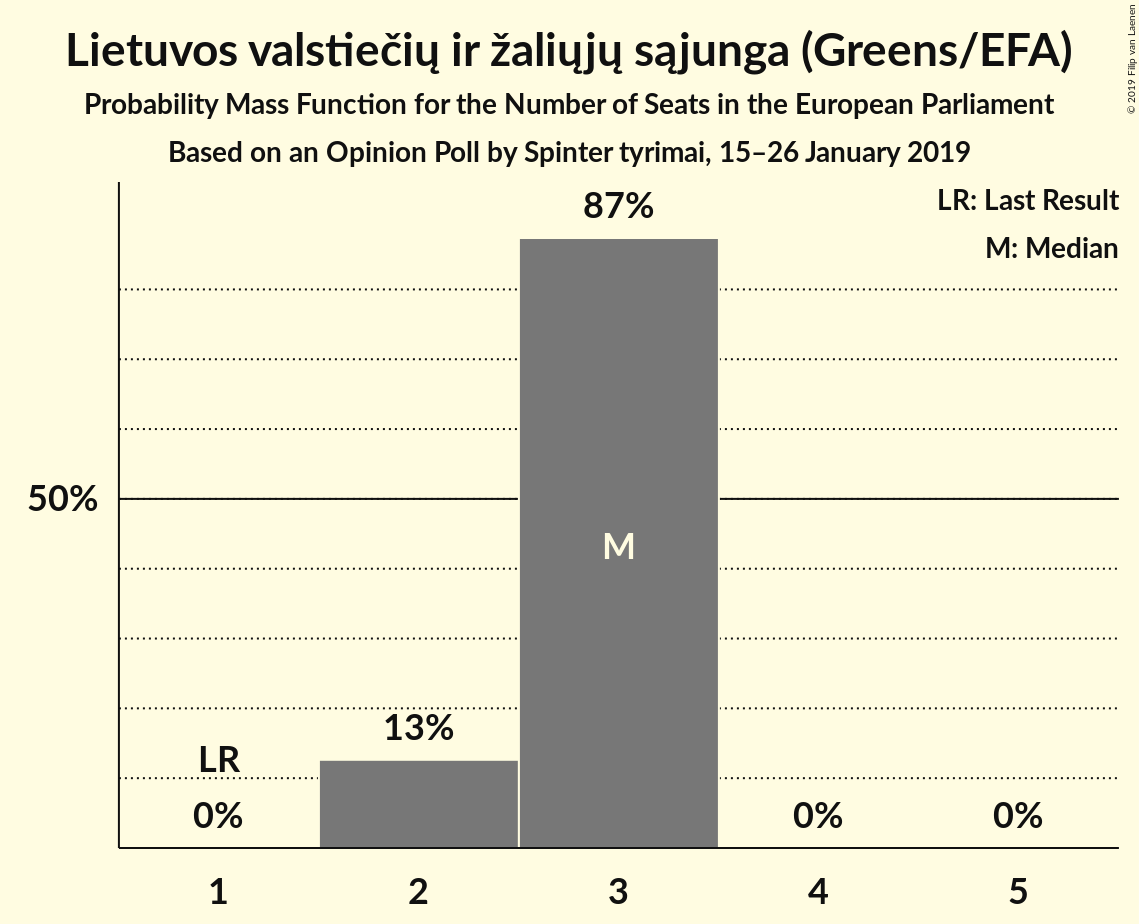 Lietuvos valstiečių ir žaliųjų sąjunga (Greens/EFA)
Probability Mass Function for the Number of Seats in the European Parliament
Based on an Opinion Poll by Spinter tyrimai, 15–26 January 2019
© 2019 Filip van Laenen
LR: Last Result
M: Median
87%
50%
M
13%
LR
0%
0%
0%
1
2
3
4
5